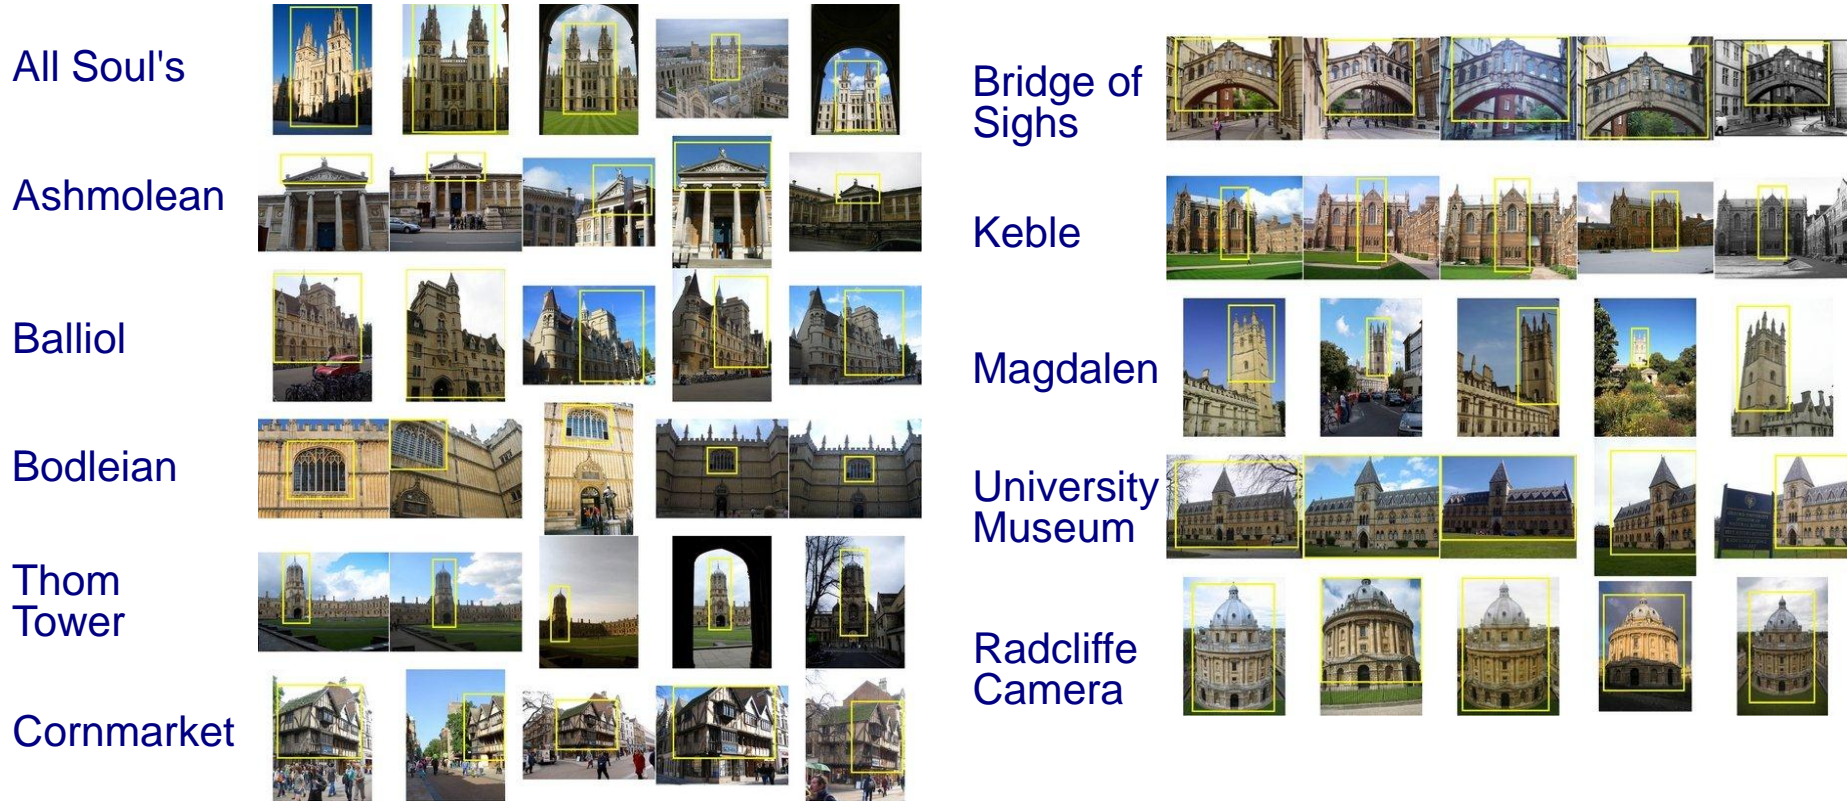 All Soul's
Ashmolean
Balliol
Bodleian
Thom
Tower
Cornmarket
Bridge of
Sighs
Keble
Magdalen
University
Museum
Radcliffe
Camera